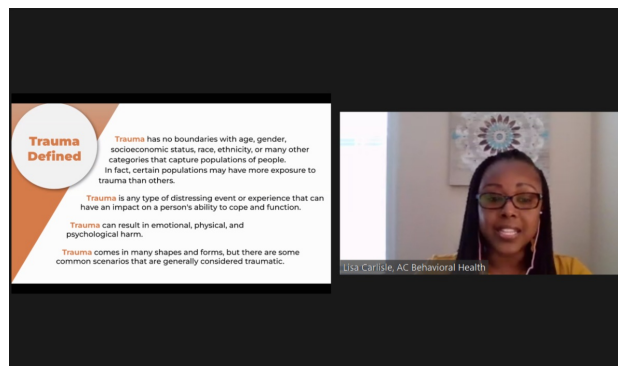 Trauma
Defined
Trauma has no boundaries with age, gender,
socioeconomic status, race, ethnicity, or many other
categories that capture populations of people.
In fact, certain populations may have more exposure to
trauma than others.
Trauma is any type of distressing event or experience that can
have an impact on a person's ability to cope and function.
Trauma can result in emotional, physical, and
psychological harm.
Trauma comes in many shapes and forms, but there are some
common scenarios that are generally considered traumatic.
Lisa Carlisle, AC Behavioral Health